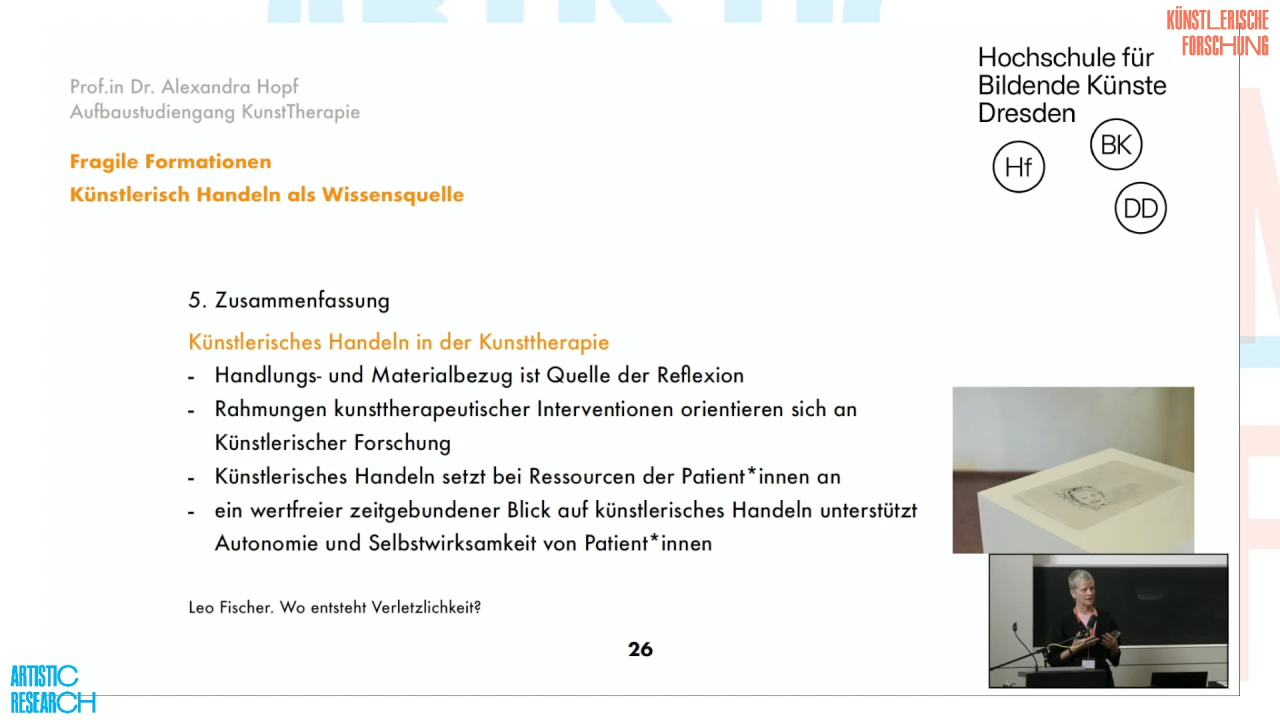 KÜNSTLERISCHE
FORSCHUNG
Hochschule für
Bildende Künste
Dresden
Hf
BK
DD
Prof.in Dr. Alexandra Hopf
Aufbaustudiengang KunstTherapie
Fragile Formationen
Künstlerisch Handeln als Wissensquelle
5. Zusammenfassung
Künstlerisches Handeln in der Kunsttherapie
- Handlungs- und Materialbezug ist Quelle der Reflexion
- Rahmungen kunsttherapeutischer Interventionen orientieren sich an
Künstlerischer Forschung
- Künstlerisches Handeln setzt bei Ressourcen der Patient*innen an
- ein wertfreier zeitgebundener Blick auf künstlerisches Handeln unterstützt
Autonomie und Selbstwirksamkeit von Patient*innen
Leo Fischer. Wo entsteht Verletzlichkeit?
26
ARTISTIC
RESEARCH